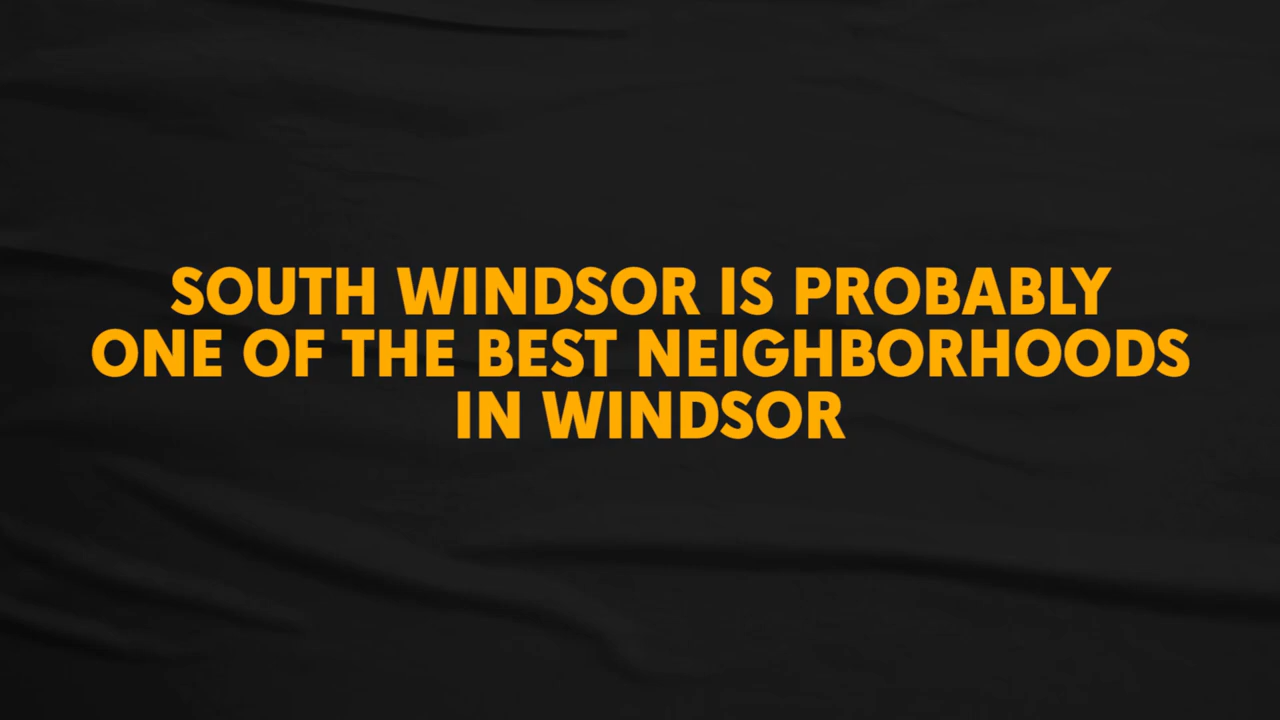 SOUTH WINDSOR IS PROBABLY
ONE OF THE BEST NEIGHBORHOODS
IN WINDSOR